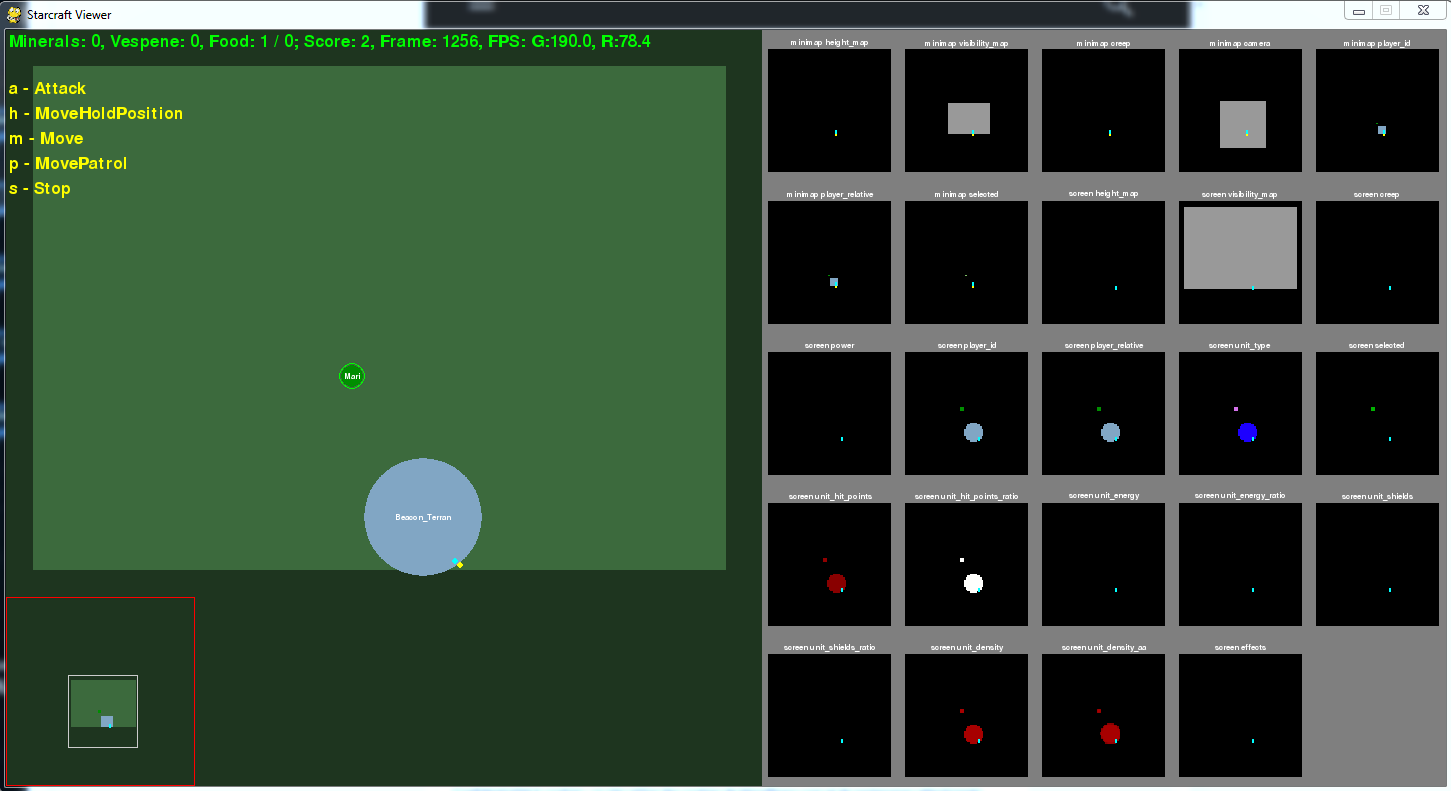 Starcraft Viewer
Minerals: 0, Vespene: 0, Food: 1 / 0; Score: 2, Frame: 1256, FPS: G:190.0, R:78.4
a - Attack
h - MoveHoldPosition
m - Move
p - MovePatrol
s - Stop
Mari
Beacon_Terran
minimap height_map
minimap visibility_map
minimap creep
minimap camera
minimap player_id
minimap player_relative
minimap selected
screen height_map
screen visibility_map
screen creep
screen power
screen player_id
screen player_relative
screen unit_type
screen selected
screen unit_hit_points
screen unit_hit_points_ratio
screen unit_energy
screen unit_energy_ratio
screen unit_shields
screen unit_shields_ratio
screen unit_density
screen unit_density_aa
screen effects